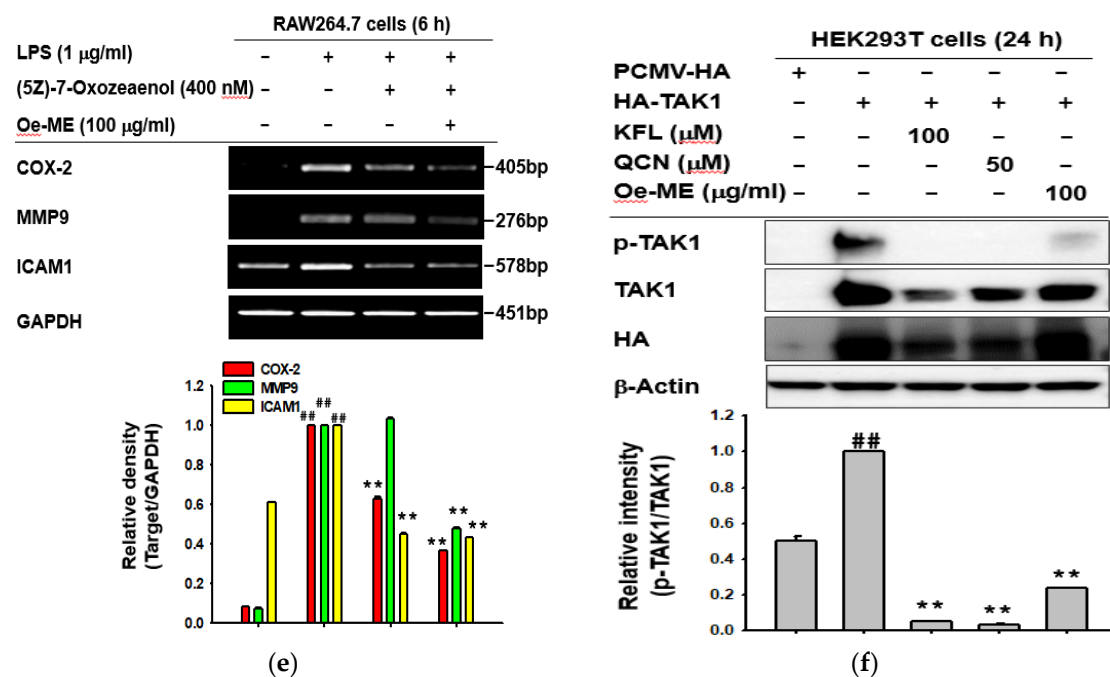 RAW264.7 cells (6 h)
LPS (1 μg/ml) − + + +
(5Z)-7-Oxozeaenol (400 nM) − − + +
Oe-ME (100 μg/ml) − − − +
COX-2 405bp
MMP9 276bp
ICAM1 578bp
GAPDH 451bp
COX-2
MMP9
ICAM1
Relative density
(Target/GAPDH)
1.2
1.0
0.8
0.6
0.4
0.2
0.0
## ## ##
** **
** ** **
(e)
HEK293T cells (24 h)
PCMV-HA + − − − −
HA-TAK1 − + + + +
KFL (μM) − − 100 − −
QCN (μM) − − − 50 −
Oe-ME (μg/ml) − − − − 100
p-TAK1
TAK1
HA
β-Actin
Relative intensity
(p-TAK1/TAK1)
1.2
1.0
0.8
0.6
0.4
0.2
0.0
##
** ** **
(f)